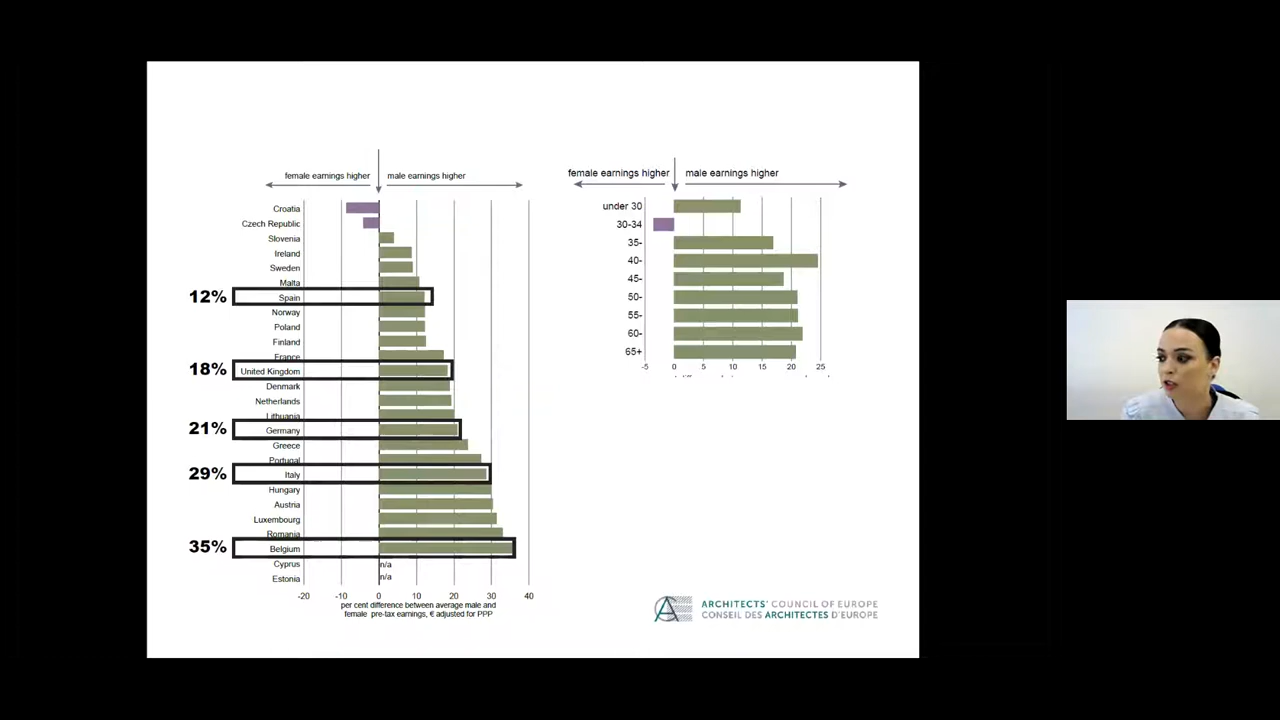 female earnings higher male earnings higher
Croatia
Czech Republic
Slovenia
Ireland
Sweden
Malta
12% Spain
Norway
Poland
Finland
France
18% United Kingdom
Denmark
Netherlands
Lithuania
21% Germany
Greece
Portugal
29% Italy
Hungary
Austria
Luxembourg
Romania
35% Belgium
Cyprus n/a
Estonia n/a
-20 -10 0 10 20 30 40
per cent difference between average male and
female pre-tax earnings, € adjusted for PPP
female earnings higher male earnings higher
under 30
30-34
35-
40-
45-
50-
55-
60-
65+
-5 0 5 10 15 20 25
ARCHITECTS' COUNCIL OF EUROPE
CONSEIL DES ARCHITECTES D'EUROPE